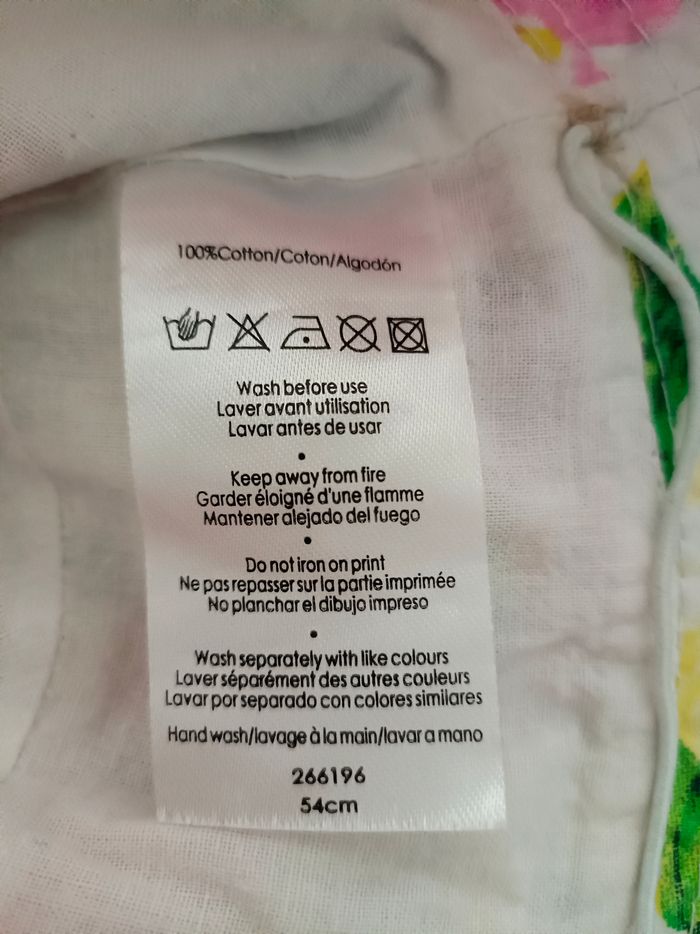 100%Cotton/Coton/Algodón
Wash before use
Laver avant utilisation
Lavar antes de usar
•
Keep away from fire
Garder éloigné d'une flamme
Mantener alejado del fuego
•
Do not iron on print
Ne pas repasser sur la partie imprimée
No planchar el dibujo impreso
•
Wash separately with like colours
Laver séparément des autres couleurs
Lavar por separado con colores similares
Hand wash/lavage à la main/lavar a mano
266196
54cm